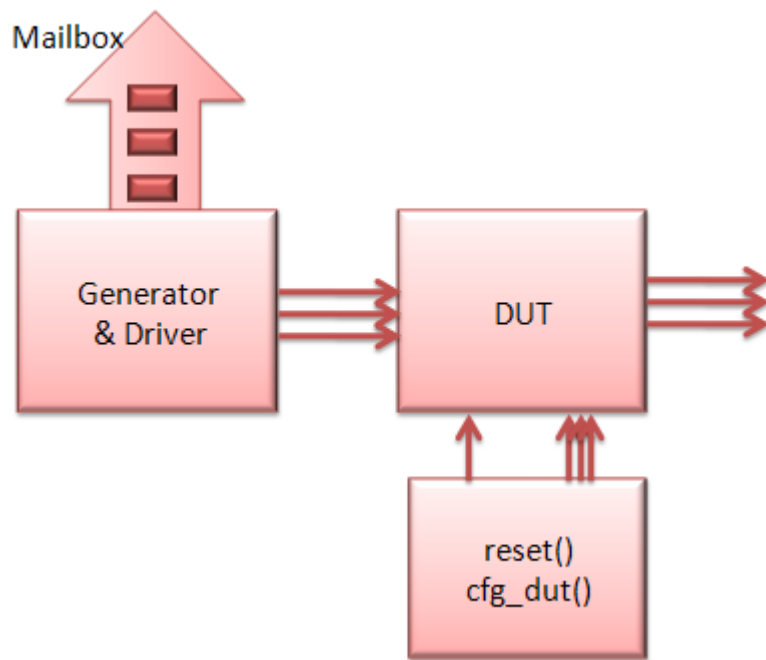 Mailbox
Generator
& Driver
DUT
reset()
cfg_dut()